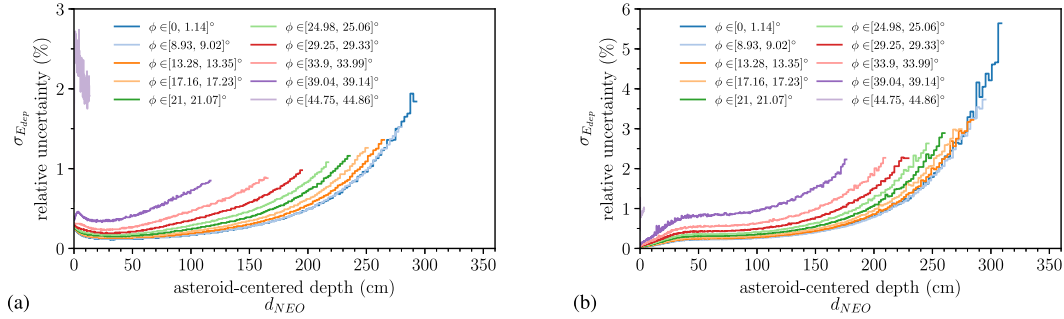 3
2
1
0
σ_{E_{dep}}
relative uncertainty (%)
ϕ∈[0, 1.14]°
ϕ∈[8.93, 9.02]°
ϕ∈[13.28, 13.35]°
ϕ∈[17.16, 17.23]°
ϕ∈[21, 21.07]°
ϕ∈[24.98, 25.06]°
ϕ∈[29.25, 29.33]°
ϕ∈[33.9, 33.99]°
ϕ∈[39.04, 39.14]°
ϕ∈[44.75, 44.86]°
0 50 100 150 200 250 300 350
asteroid-centered depth (cm)
d_{NEO}
(a)
6
5
4
3
2
1
0
σ_{E_{dep}}
relative uncertainty (%)
ϕ∈[0, 1.14]°
ϕ∈[8.93, 9.02]°
ϕ∈[13.28, 13.35]°
ϕ∈[17.16, 17.23]°
ϕ∈[21, 21.07]°
ϕ∈[24.98, 25.06]°
ϕ∈[29.25, 29.33]°
ϕ∈[33.9, 33.99]°
ϕ∈[39.04, 39.14]°
ϕ∈[44.75, 44.86]°
0 50 100 150 200 250 300 350
asteroid-centered depth (cm)
d_{NEO}
(b)